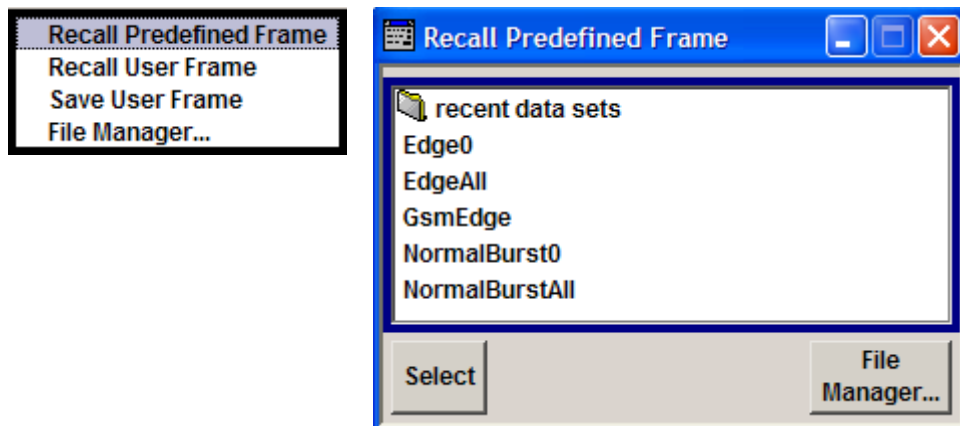 Recall Predefined Frame
Recall User Frame
Save User Frame
File Manager...
Recall Predefined Frame
recent data sets
Edge0
EdgeAll
GsmEdge
NormalBurst0
NormalBurstAll
Select
File
Manager...